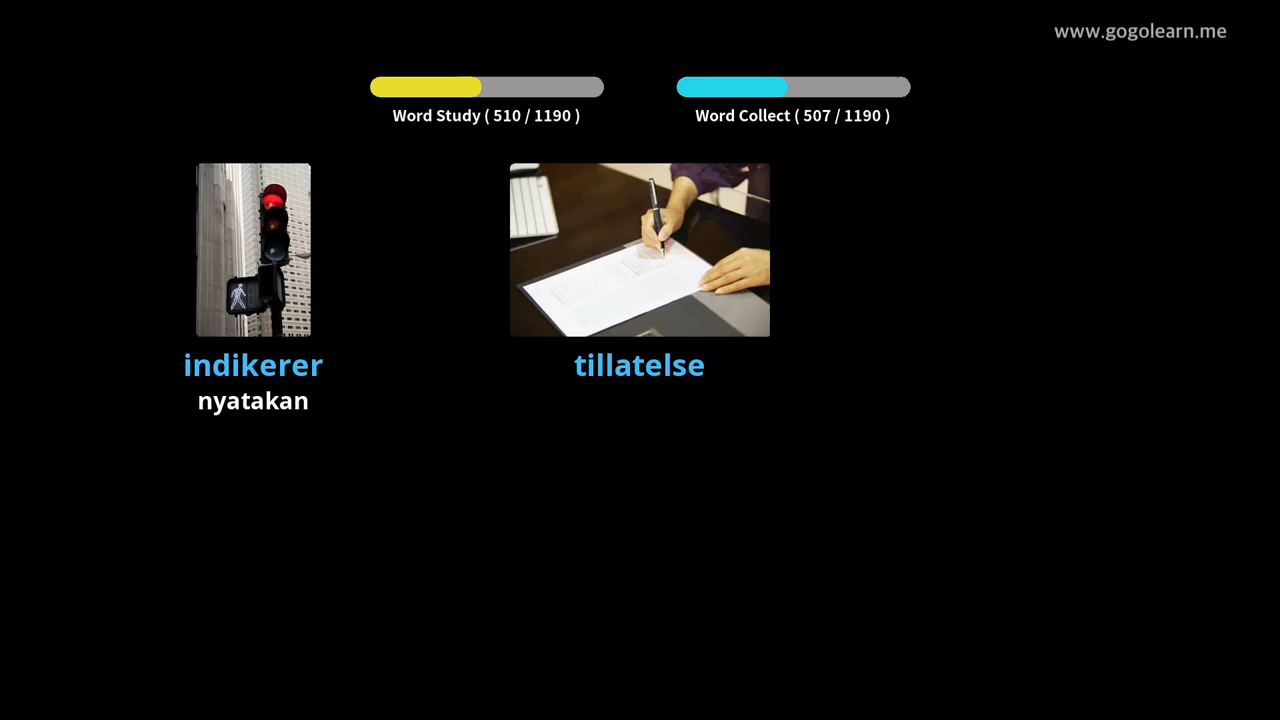 www.gogolearn.me
Word Study ( 510 / 1190 )
Word Collect ( 507 / 1190 )
indikerer
tillatelse
nyatakan